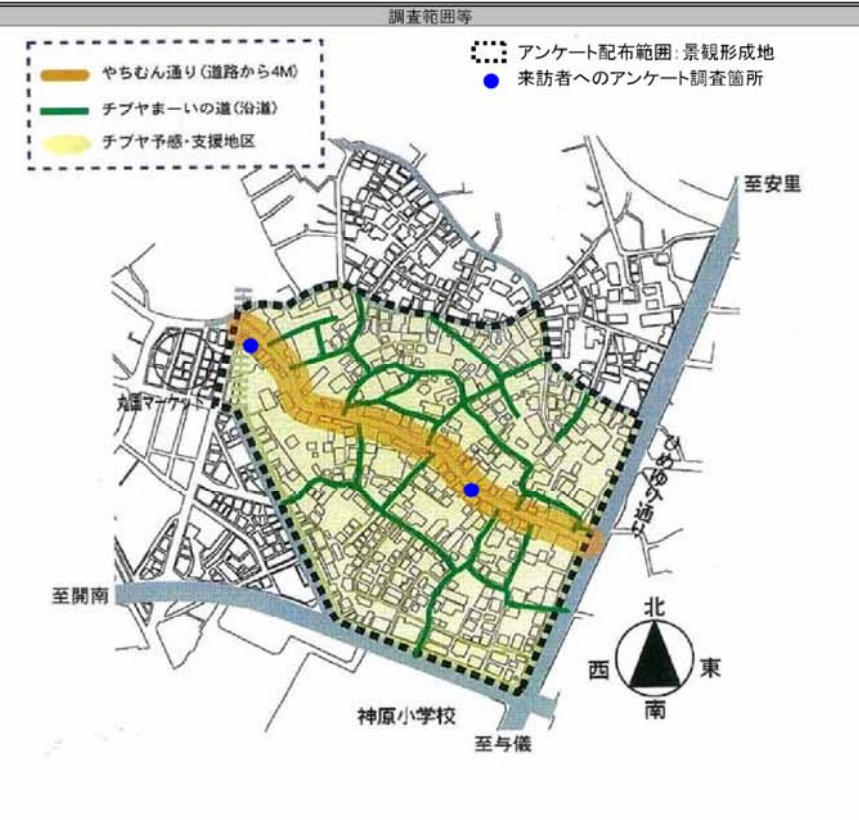 調査範囲等
やちむん通り(道路から4M)
チブヤまーいの道(沿道)
チブヤ予感・支援地区
アンケート配布範囲:景観形成地
来訪者へのアンケート調査箇所
至安里
丸国マーケット
ひめゆり通り
至開南
北
西
東
南
神原小学校
至与儀